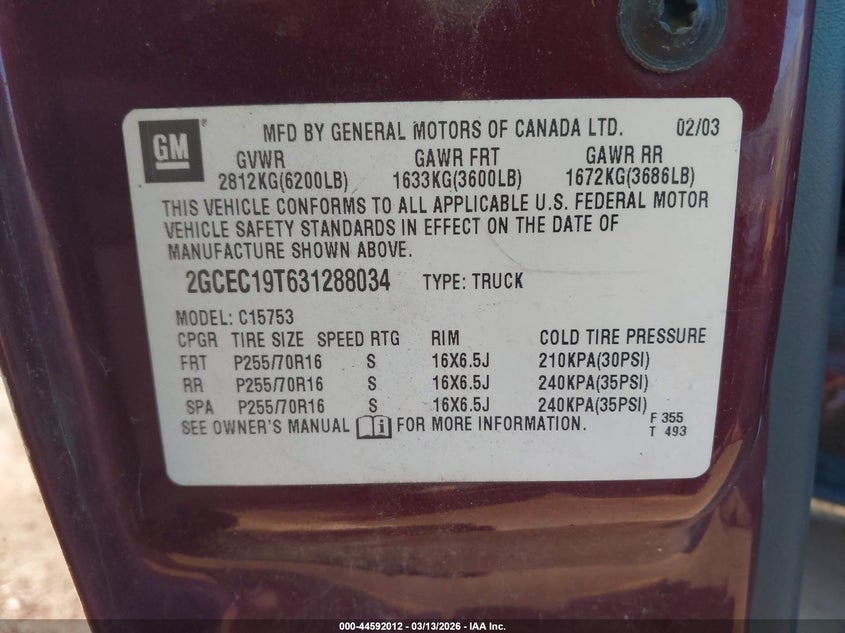 GM ® MFD BY GENERAL MOTORS OF CANADA LTD. 02/03
GVWR GAWR FRT GAWR RR
2812KG(6200LB) 1633KG(3600LB) 1672KG(3686LB)
THIS VEHICLE CONFORMS TO ALL APPLICABLE U.S. FEDERAL MOTOR
VEHICLE SAFETY STANDARDS IN EFFECT ON THE DATE OF
MANUFACTURE SHOWN ABOVE.
2GCEC19T631288034 TYPE: TRUCK
MODEL: C15753
CPGR TIRE SIZE SPEED RTG RIM COLD TIRE PRESSURE
FRT P255/70R16 S 16X6.5J 210KPA(30PSI)
RR P255/70R16 S 16X6.5J 240KPA(35PSI)
SPA P255/70R16 S 16X6.5J 240KPA(35PSI)
SEE OWNER'S MANUAL i FOR MORE INFORMATION.
F 355
T 493
000-44592012 - 03/13/2026 - IAA Inc.